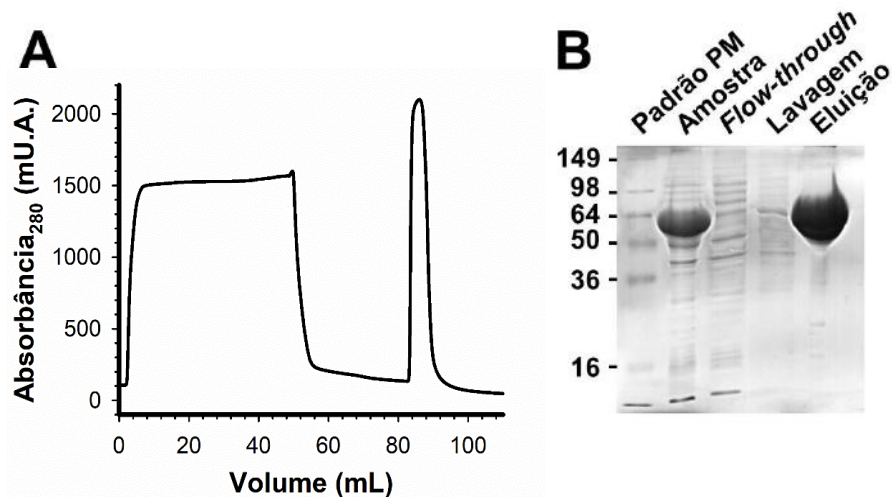 A
Absorbância280 (mU.A.)
2000
1500
1000
500
0
0 20 40 60 80 100
Volume (mL)
B
Padrão PM
Amostra
Flow-through
Lavagem
Eluição
149
98
64
50
36
16